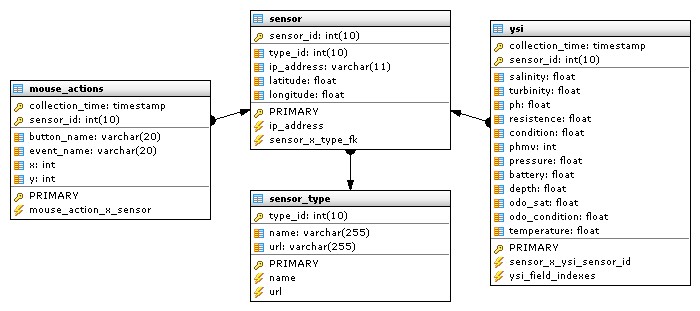 mouse_actions
collection_time: timestamp
sensor_id: int(10)
button_name: varchar(20)
event_name: varchar(20)
x: int
y: int
PRIMARY
mouse_action_x_sensor
sensor
sensor_id: int(10)
type_id: int(10)
ip_address: varchar(11)
latitude: float
longitude: float
PRIMARY
ip_address
sensor_x_type_fk
sensor_type
type_id: int(10)
name: varchar(255)
url: varchar(255)
PRIMARY
name
url
ysi
collection_time: timestamp
sensor_id: int(10)
salinity: float
turbinity: float
ph: float
resistence: float
condition: float
phmv: int
pressure: float
battery: float
depth: float
odo_sat: float
odo_condition: float
temperature: float
PRIMARY
sensor_x_ysi_sensor_id
ysi_field_indexes